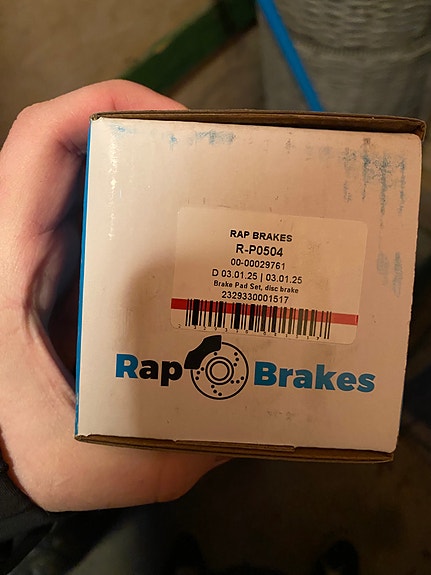 RAP BRAKES
R-P0504
00-00029761
D 03.01.25 | 03.01.25
Brake Pad Set, disc brake
2329330001517
Rap Brakes